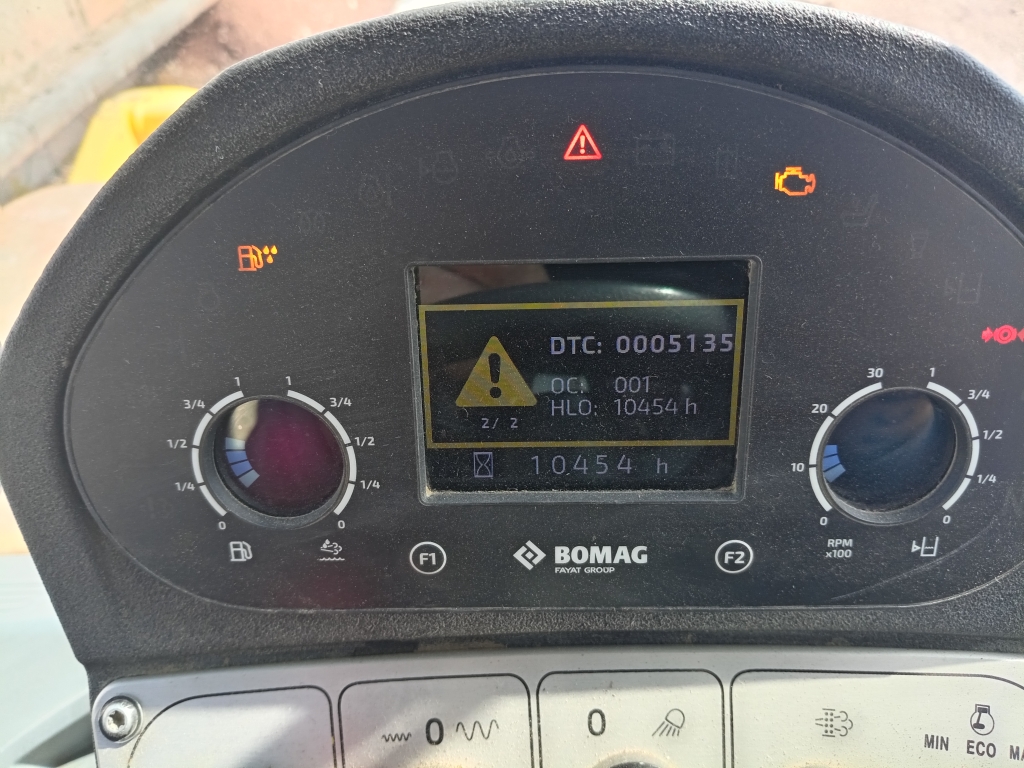 DTC: 0005135
OC: 001
HLO: 10454 h
2/ 2
10454 h
1 1
3/4 3/4
1/2 1/2
1/4 1/4
0 0
30 1
20 3/4
10 1/2
1/4
0 0
RPM
x100
F1
BOMAG
FAYAT GROUP
F2
0
0
MIN ECO